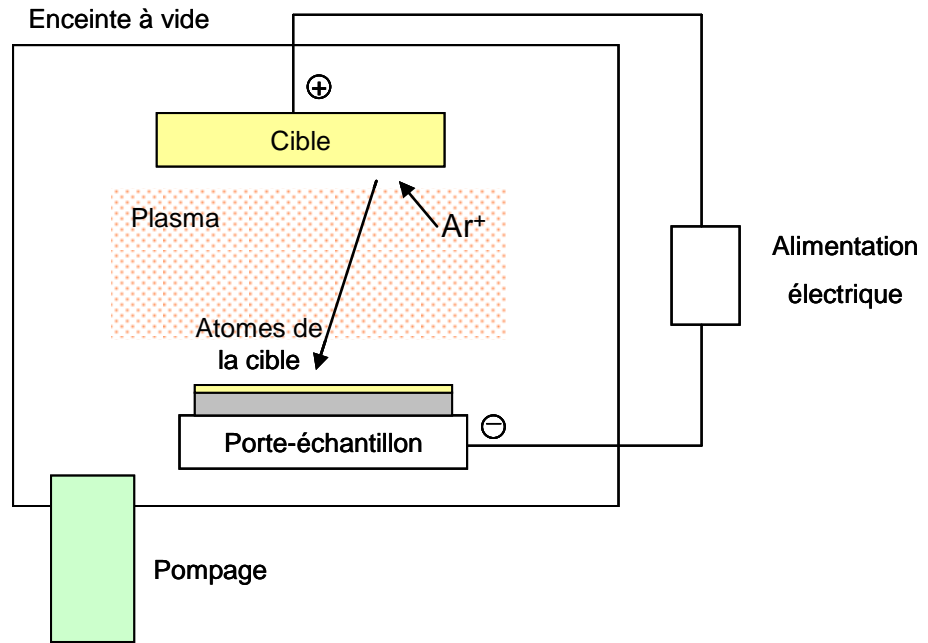 Enceinte à vide
+
Cible
Plasma
Ar⁺
Alimentation
électrique
Atomes de
la cible
−
Porte-échantillon
Pompage